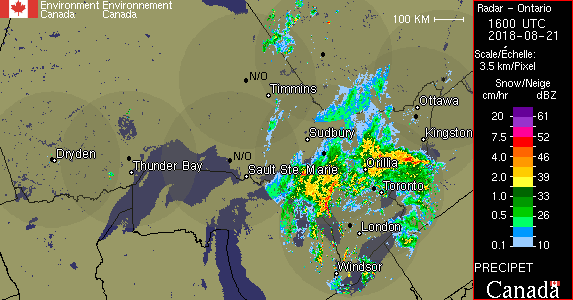 Environment Environnement
Canada Canada
100 KM
N/O
Timmins
Ottawa
Sudbury
Kingston
Dryden
Thunder Bay
N/O
Sault Ste. Marie
Orillia
Toronto
London
Windsor
Radar - Ontario
1600 UTC
2018-08-21
Scale/Échelle:
3.5 km/Pixel
Snow/Neige
cm/hr dBZ
20 61
7.5 57
5.0 52
4.0 46
2.0 39
1.0 33
0.5 26
0.1 10
PRECIPET
Canada